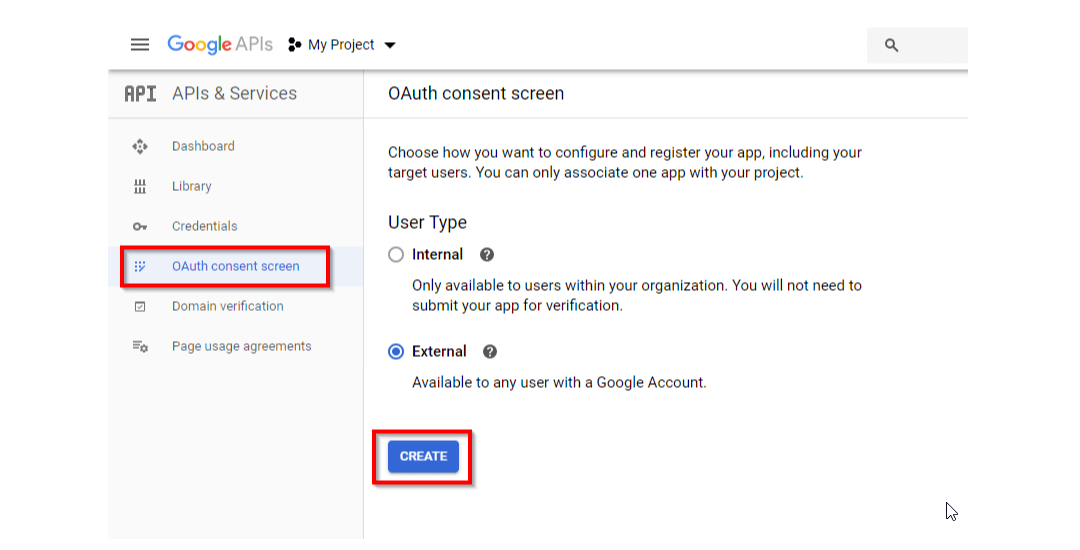 Google APIs My Project
API APIs & Services
OAuth consent screen
Dashboard
Library
Credentials
OAuth consent screen
Domain verification
Page usage agreements
Choose how you want to configure and register your app, including your
target users. You can only associate one app with your project.
User Type
Internal ?
Only available to users within your organization. You will not need to
submit your app for verification.
External ?
Available to any user with a Google Account.
CREATE